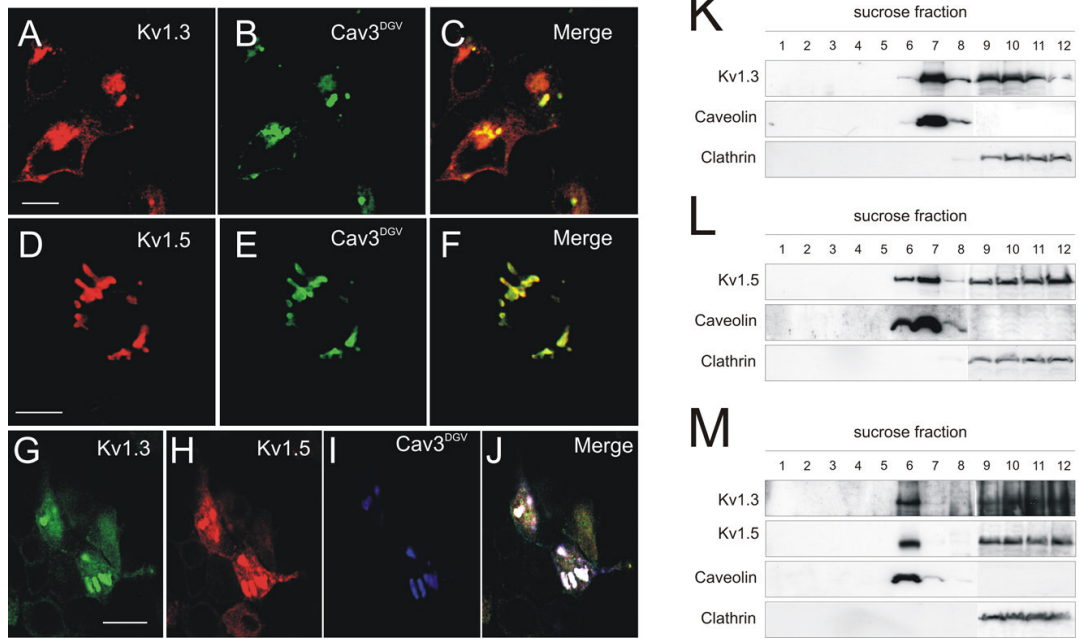 A Kv1.3
B Cav3DGV
C Merge
D Kv1.5
E Cav3DGV
F Merge
G Kv1.3
H Kv1.5
I Cav3DGV
J Merge
K
sucrose fraction
1 2 3 4 5 6 7 8 9 10 11 12
Kv1.3
Caveolin
Clathrin
L
sucrose fraction
1 2 3 4 5 6 7 8 9 10 11 12
Kv1.5
Caveolin
Clathrin
M
sucrose fraction
1 2 3 4 5 6 7 8 9 10 11 12
Kv1.3
Kv1.5
Caveolin
Clathrin